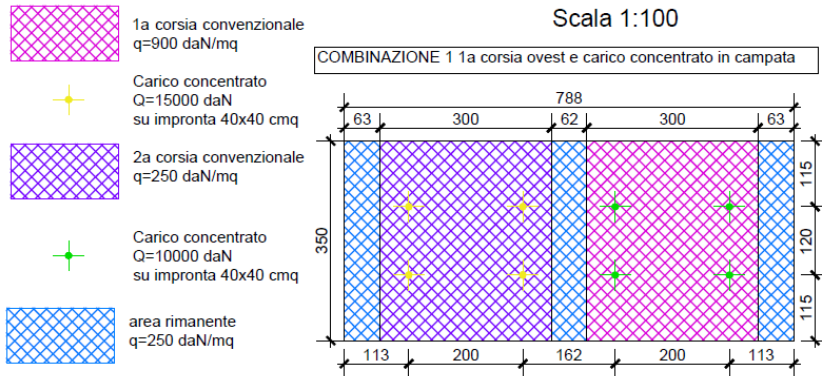 1a corsia convenzionale
q=900 daN/mq
Carico concentrato
Q=15000 daN
su impronta 40x40 cmq
2a corsia convenzionale
q=250 daN/mq
Carico concentrato
Q=10000 daN
su impronta 40x40 cmq
area rimanente
q=250 daN/mq
Scala 1:100
COMBINAZIONE 1 1a corsia ovest e carico concentrato in campata
788
63 300 62 300 63
350
115
120
115
113 200 162 200 113